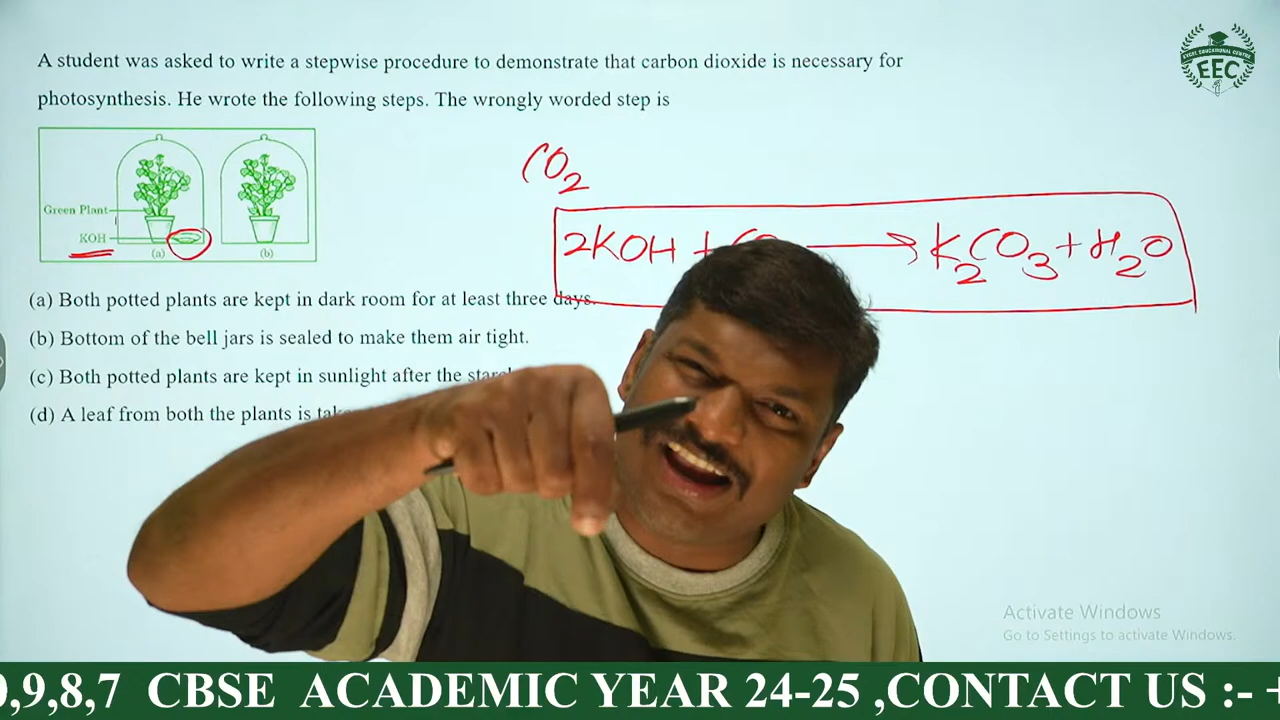 A student was asked to write a stepwise procedure to demonstrate that carbon dioxide is necessary for
photosynthesis. He wrote the following steps. The wrongly worded step is
EEC
CO2
Green Plant
KOH
(a) (b)
2KOH + → K2CO3 + H2O
(a) Both potted plants are kept in dark room for at least three days.
(b) Bottom of the bell jars is sealed to make them air tight.
(c) Both potted plants are kept in sunlight after the
(d) A leaf from both the plants is
Activate Windows
Go to Settings to activate Windows.
,9,8,7 CBSE ACADEMIC YEAR 24-25 ,CONTACT US :-